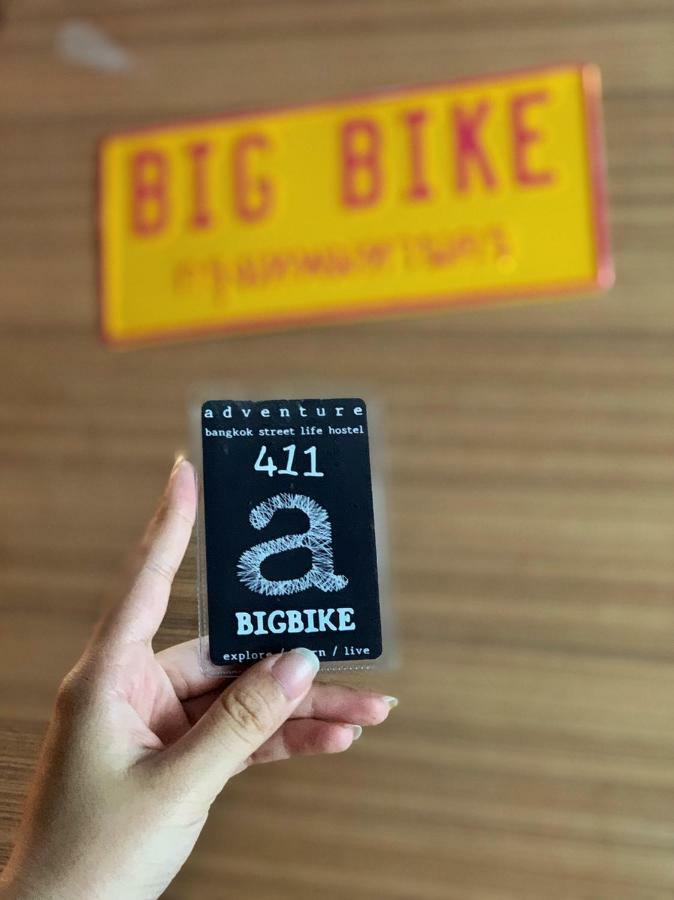 BIG BIKE
adventure
bangkok street life hostel
411
a
BIGBIKE
explore / / live